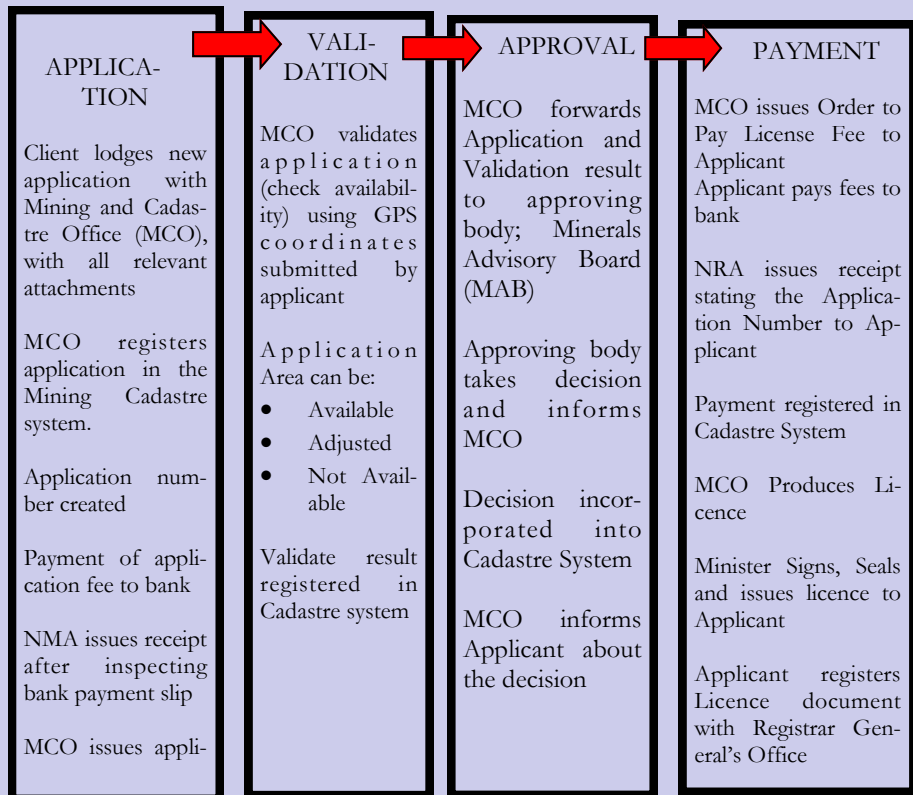 APPLICA-
TION
Client lodges new
application with
Mining and Cadas-
tre Office (MCO),
with all relevant
attachments
MCO registers
application in the
Mining Cadastre
system.
Application num-
ber created
Payment of appli-
cation fee to bank
NMA issues receipt
after inspecting
bank payment slip
MCO issues appli-
VALI-
DATION
MCO validates
application
(check availabil-
ity) using GPS
coordinates
submitted by
applicant
Application
Area can be:
• Available
• Adjusted
• Not Avail-
able
Validate result
registered in
Cadastre system
APPROVAL
MCO forwards
Application and
Validation result
to approving
body; Minerals
Advisory Board
(MAB)
Approving body
takes decision
and informs
MCO
Decision incor-
porated into
Cadastre System
MCO informs
Applicant about
the decision
PAYMENT
MCO issues Order to
Pay License Fee to
Applicant
Applicant pays fees to
bank
NRA issues receipt
stating the Applica-
tion Number to Ap-
plicant
Payment registered in
Cadastre System
MCO Produces Li-
cence
Minister Signs, Seals
and issues licence to
Applicant
Applicant registers
Licence document
with Registrar Gen-
eral's Office